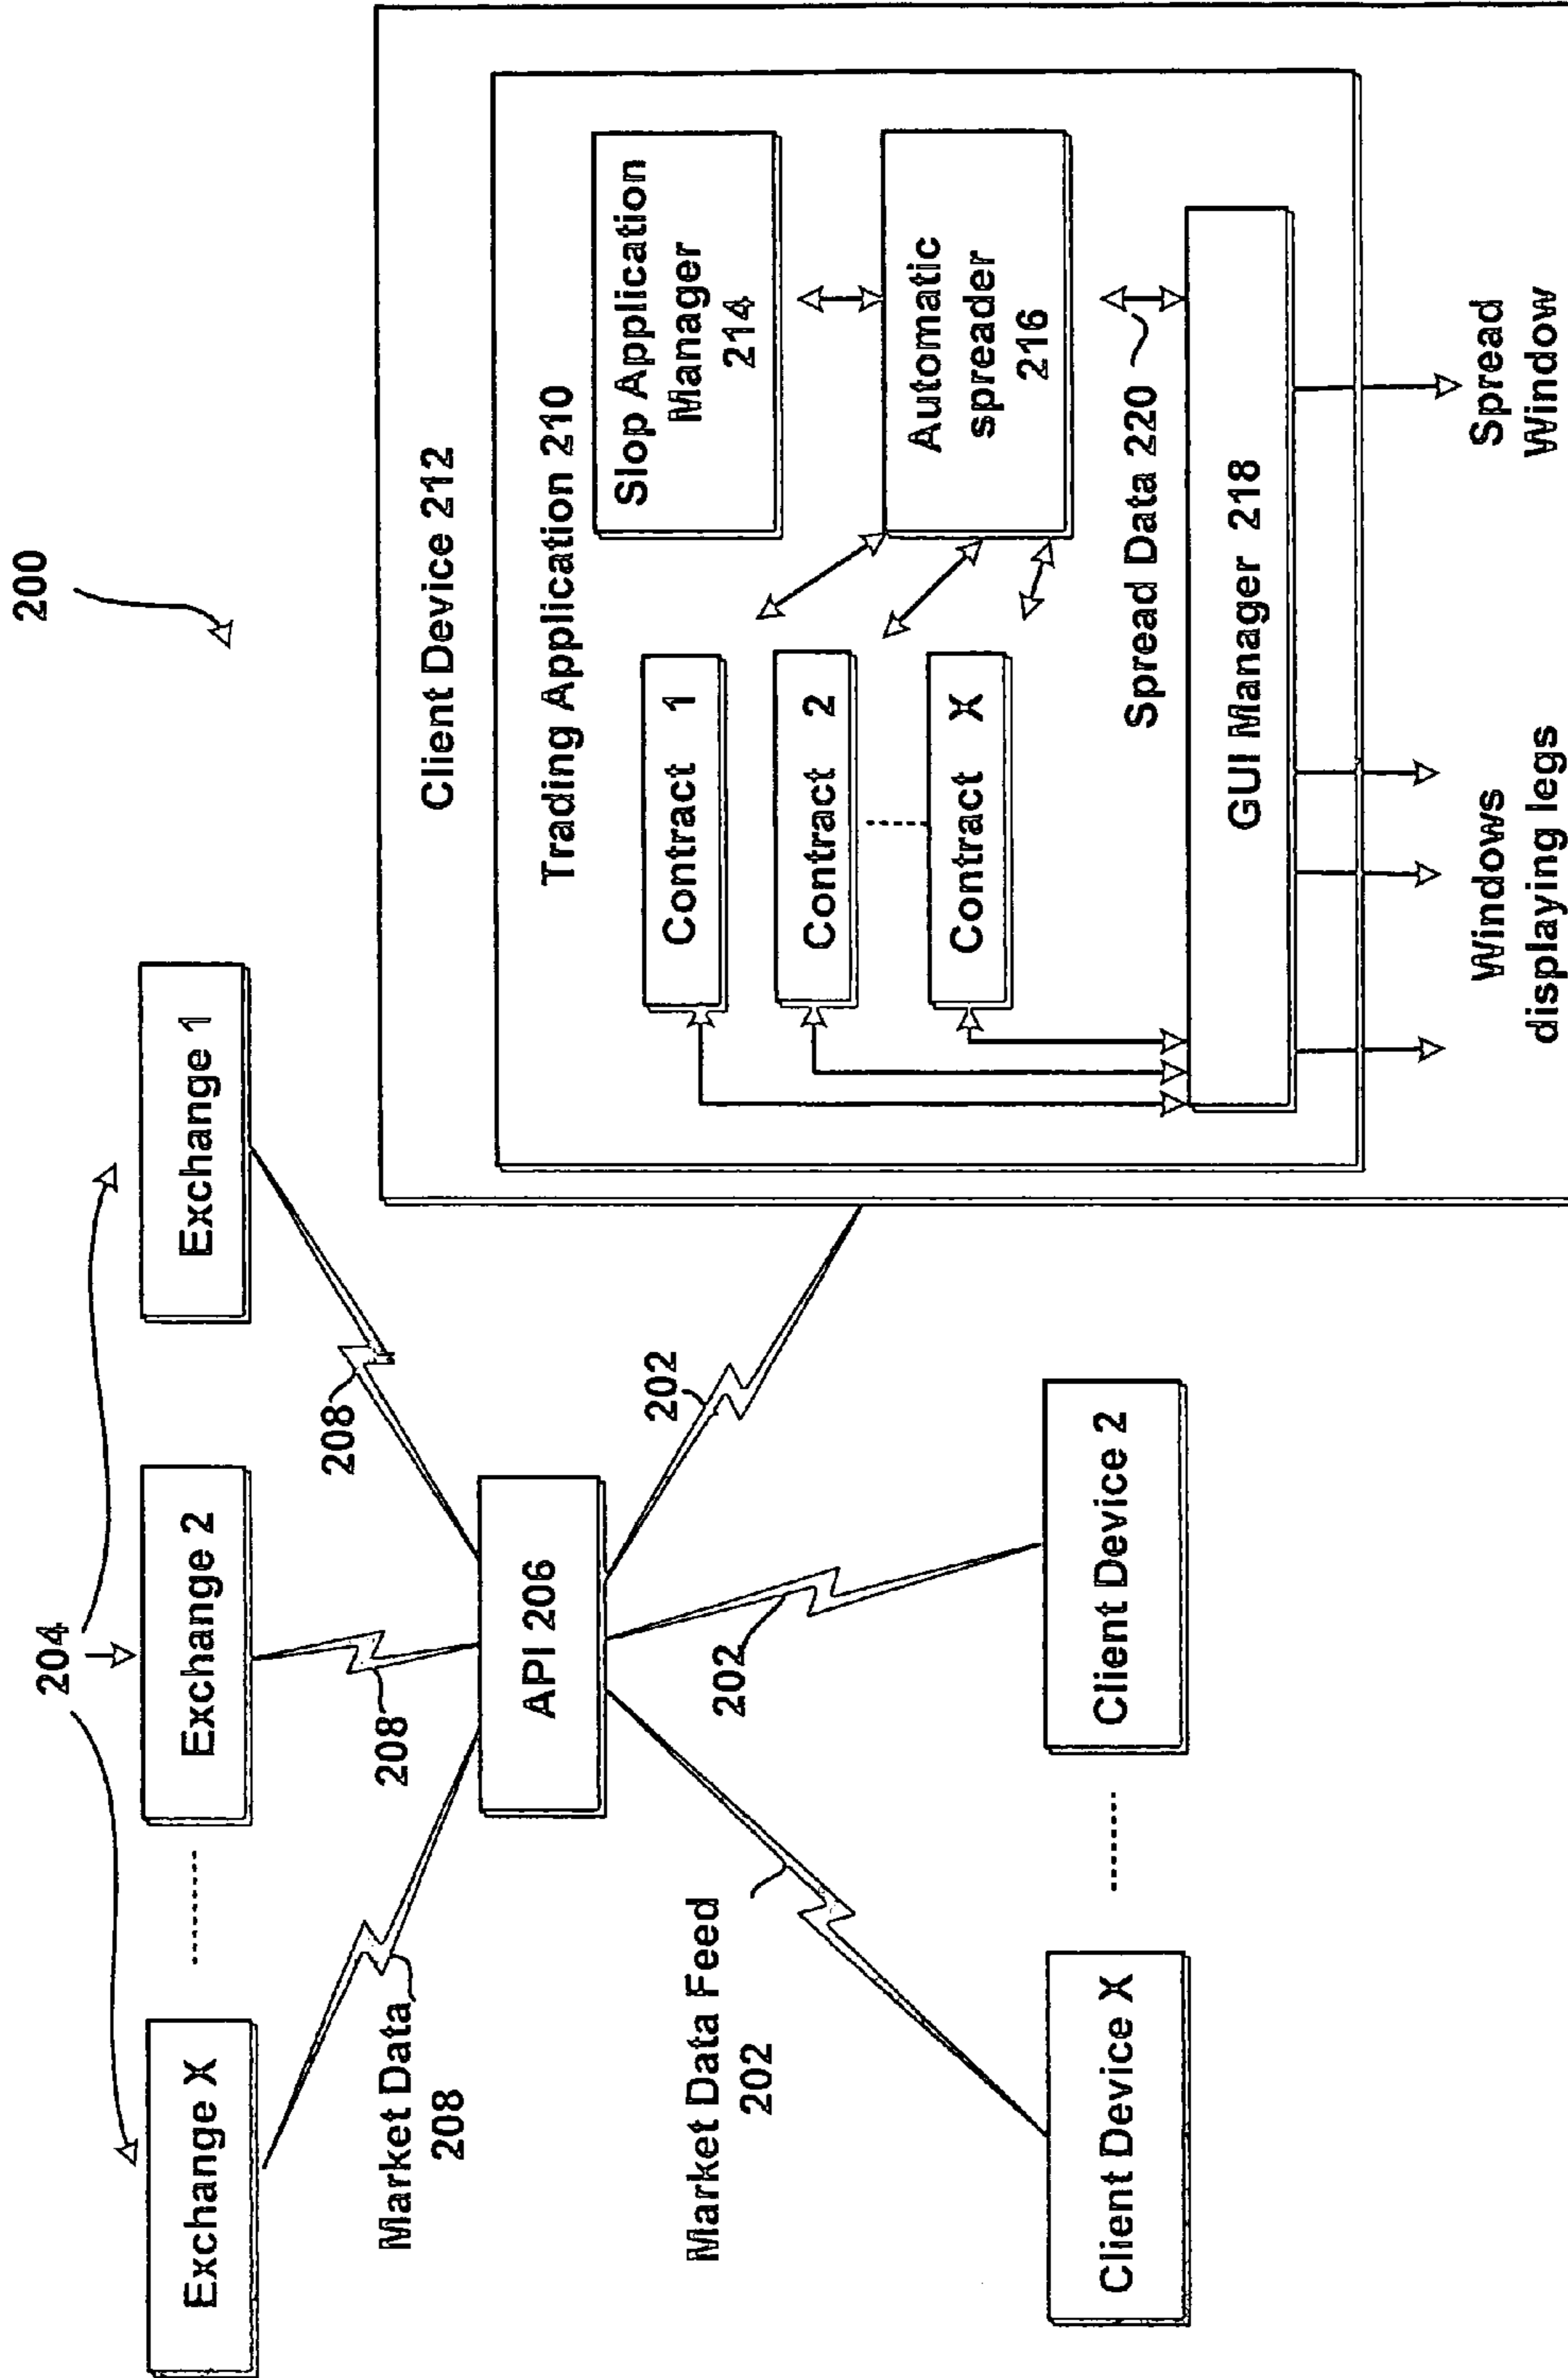 200
204
Exchange X
Exchange 2
Exchange 1
208
Market Data
208
208
API 206
202
Market Data Feed
202
202
Client Device X
Client Device 2
Client Device 212
Trading Application 210
Contract 1
Contract 2
Contract X
Slop Application
Manager
214
Automatic
spreader
216
Spread Data 220
GUI Manager 218
Windows
displaying legs
Spread
Window